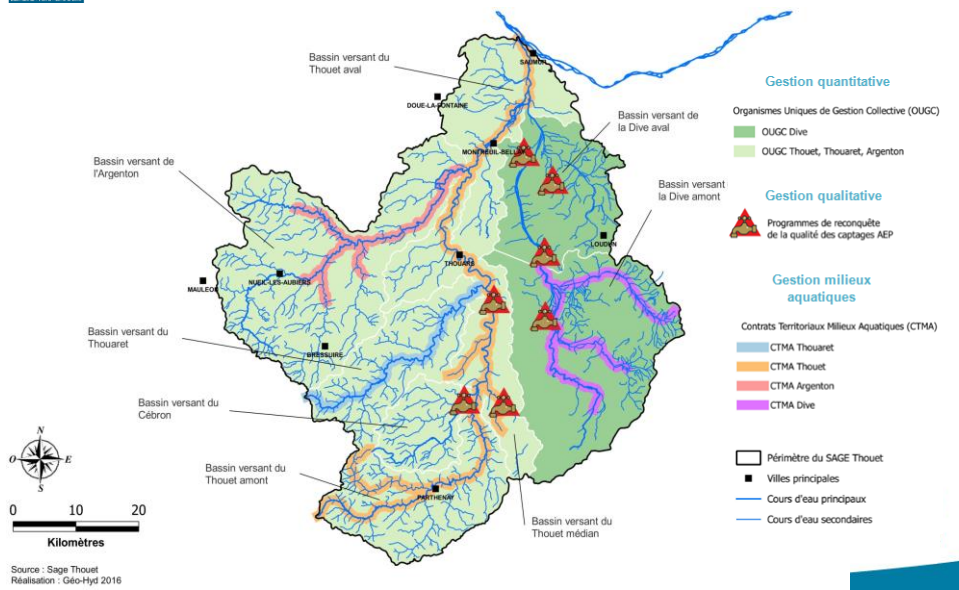 Bassin versant du
Thouet aval
SAUMUR
DOUE-LA-FONTAINE
Bassin versant de
la Dive aval
MONTREUIL-BELLAY
Bassin versant de
l'Argenton
Bassin versant
la Dive amont
LOUDUN
THOUARS
MAULEON
NUEIL-LES-AUBIERS
Bassin versant du
Thouaret
BRESSUIRE
Bassin versant du
Cébron
Bassin versant du
Thouet amont
PARTHENAY
Bassin versant du
Thouet médian
N
O
E
S
0 10 20
Kilomètres
Source : Sage Thouet
Réalisation : Géo-Hyd 2016
Gestion quantitative
Organismes Uniques de Gestion Collective (OUGC)
OUGC Dive
OUGC Thouet, Thouaret, Argenton
Gestion qualitative
Programmes de reconquête
de la qualité des captages AEP
Gestion milieux
aquatiques
Contrats Territoriaux Milieux Aquatiques (CTMA)
CTMA Thouaret
CTMA Thouet
CTMA Argenton
CTMA Dive
Périmètre du SAGE Thouet
Villes principales
Cours d'eau principaux
Cours d'eau secondaires